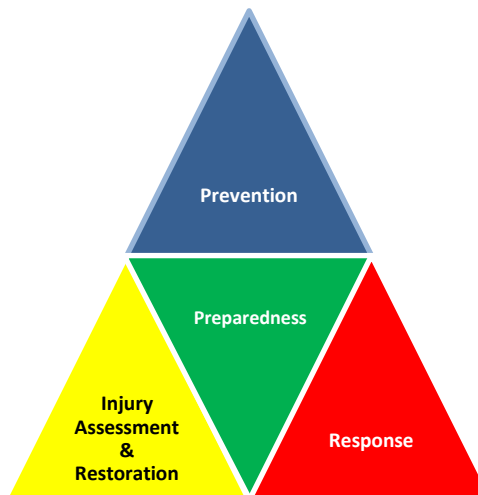 Prevention
Preparedness
Injury
Assessment
&
Restoration
Response